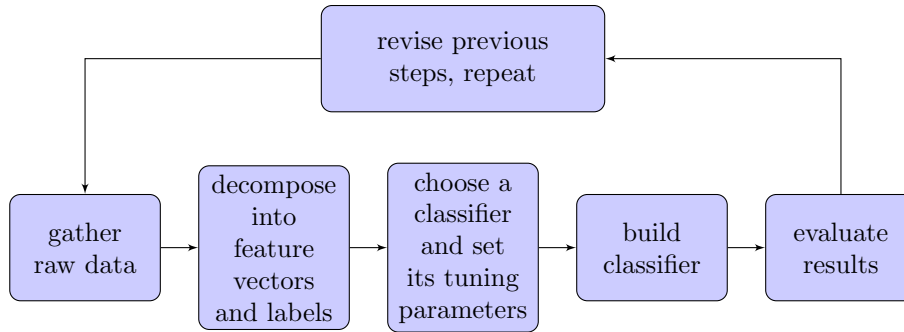 revise previous
steps, repeat
gather
raw data
decompose
into
feature
vectors
and labels
choose a
classifier
and set
its tuning
parameters
build
classifier
evaluate
results